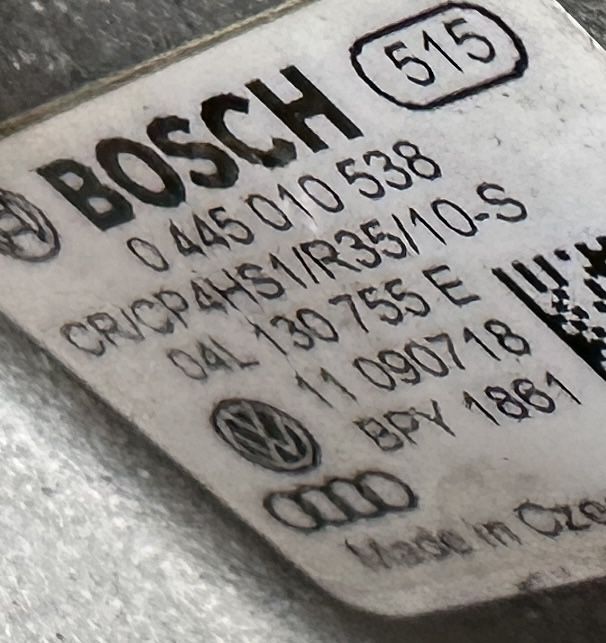 515
BOSCH
0 445 010 538
CR/CP4HS1/R35/10-S
04L 130 755 E
11 090718
BPY 1861
Made in Cze